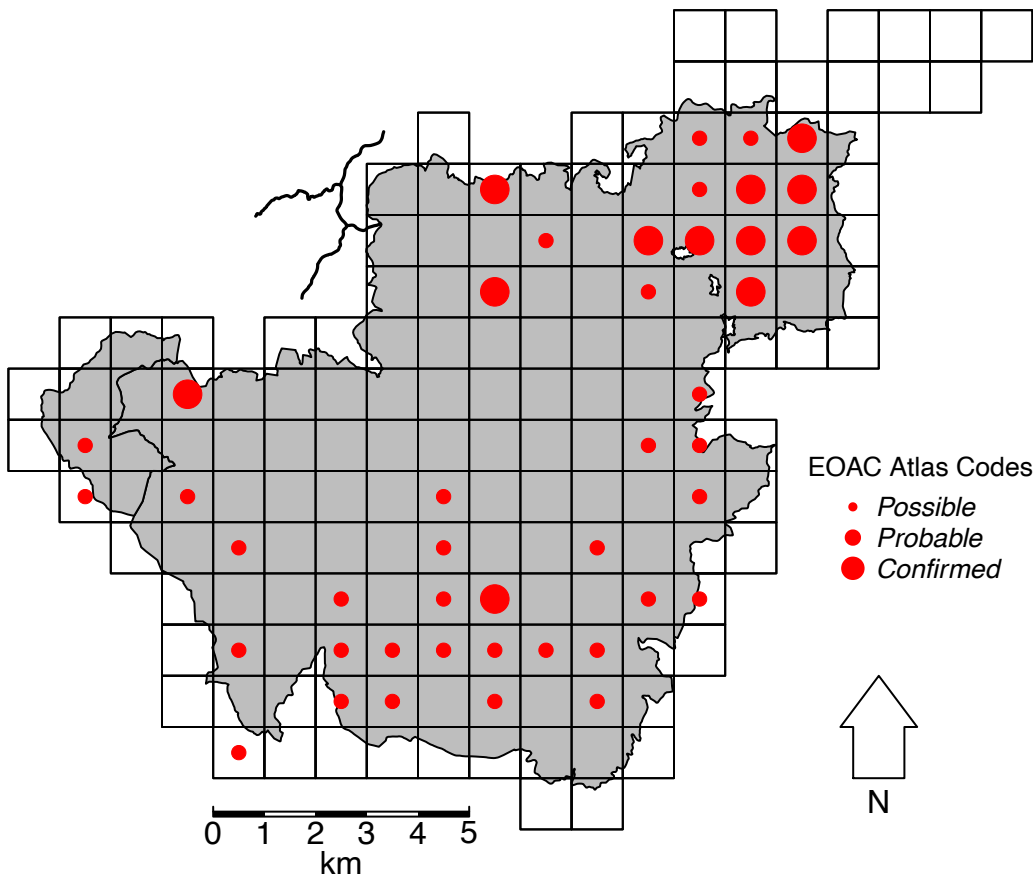 EOAC Atlas Codes
Possible
Probable
Confirmed
N
0 1 2 3 4 5
km